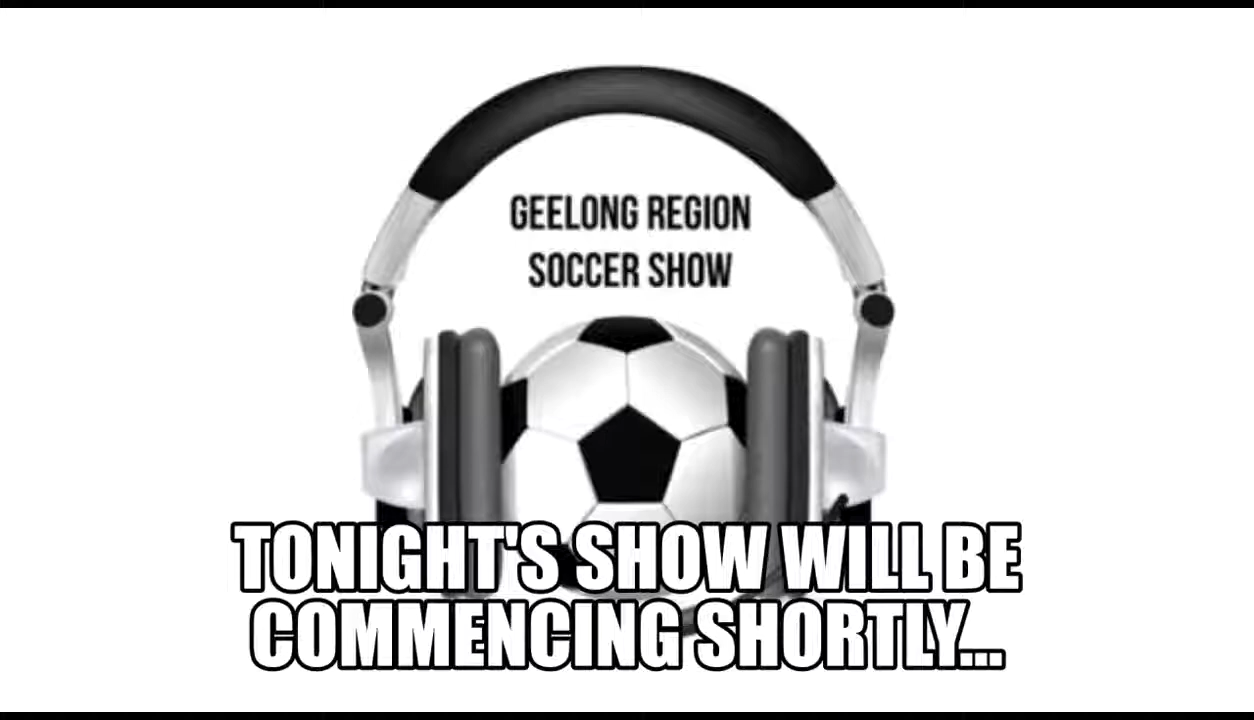 GEELONG REGION
SOCCER SHOW
TONIGHT'S SHOW WILL BE
COMMENCING SHORTLY...